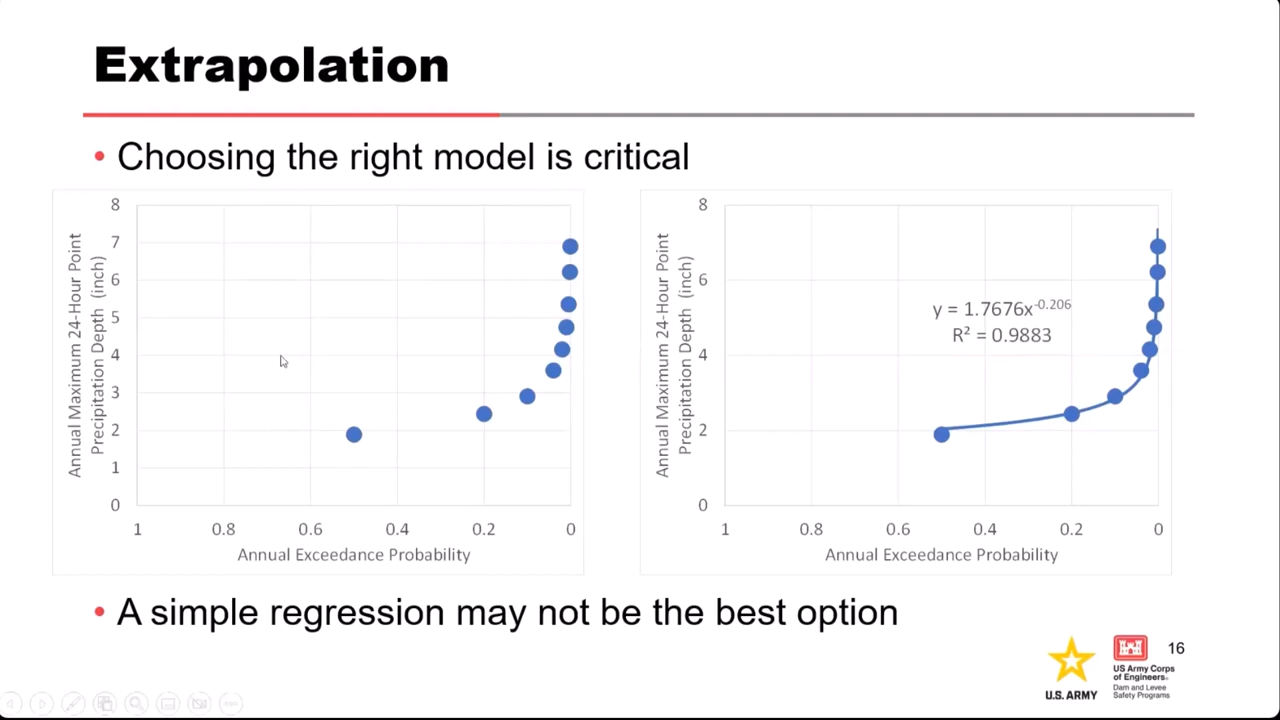 Extrapolation
• Choosing the right model is critical
8
7
6
5
4
3
2
1
0
Annual Maximum 24-Hour Point
Precipitation Depth (inch)
1 0.8 0.6 0.4 0.2 0
Annual Exceedance Probability
8
6
4
2
0
Annual Maximum 24-Hour Point
Precipitation Depth (inch)
y = 1.7676x^-0.206
R² = 0.9883
1 0.8 0.6 0.4 0.2 0
Annual Exceedance Probability
• A simple regression may not be the best option
U.S. ARMY
US Army Corps
of Engineers®
Dam and Levee
Safety Programs
16